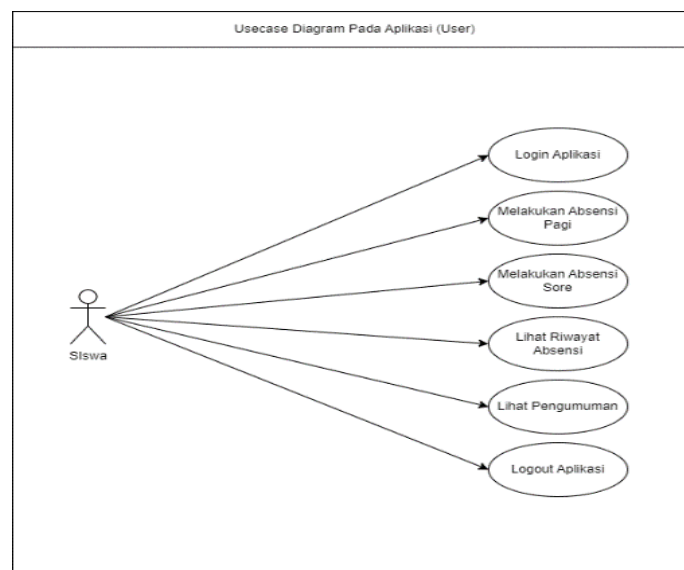 Usecase Diagram Pada Aplikasi (User)
Login Aplikasi
Melakukan Absensi
Pagi
Melakukan Absensi
Sore
SIswa
Lihat Riwayat
Absensi
Lihat Pengumuman
Logout Aplikasi